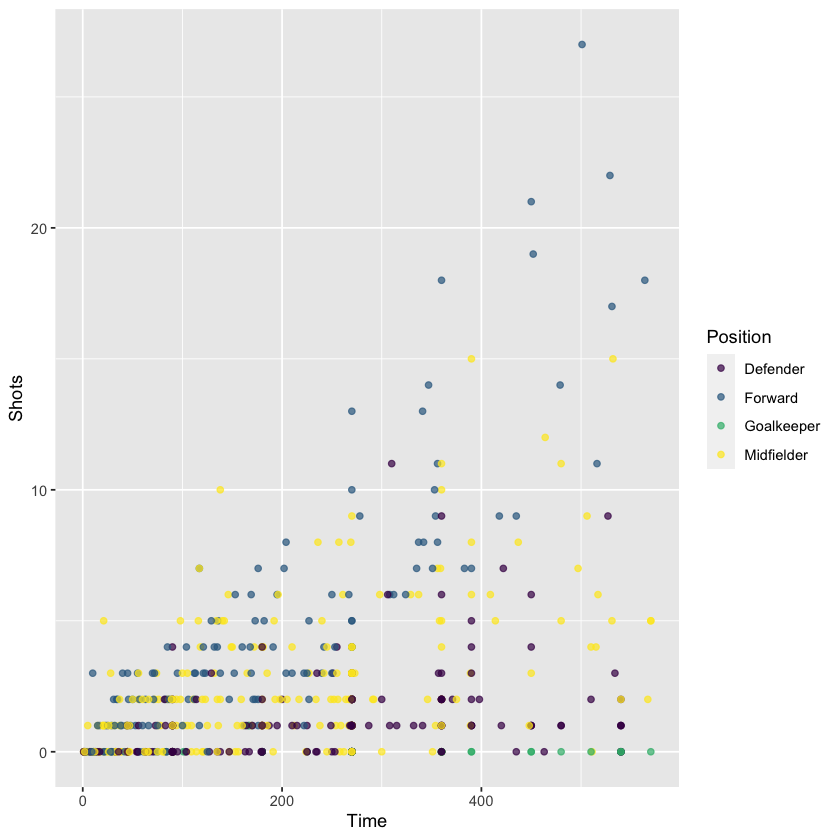 Shots
20
10
0
0
200
400
Time
Position
Defender
Forward
Goalkeeper
Midfielder